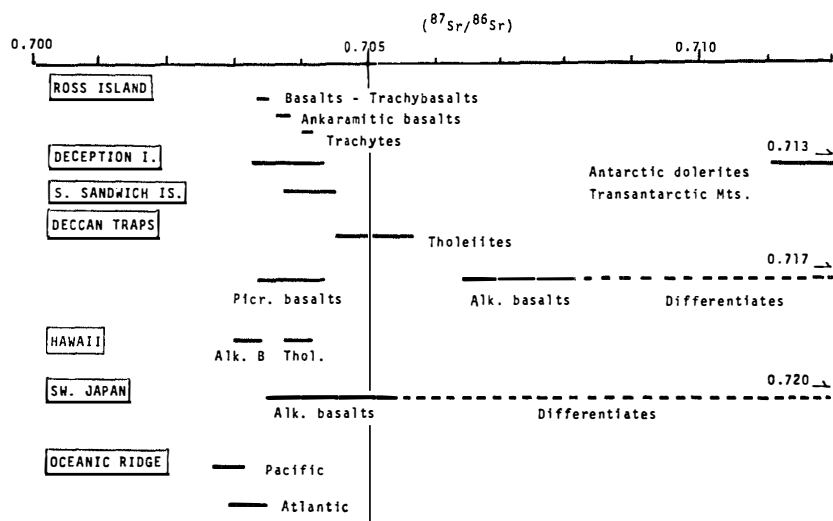 (87Sr/86Sr)
0.700 0.705 0.710
ROSS ISLAND
Basalts - Trachybasalts
Ankaramitic basalts
Trachytes
DECEPTION I.
0.713
Antarctic dolerites
S. SANDWICH IS.
Transantarctic Mts.
DECCAN TRAPS
Tholeiites
0.717
Picr. basalts Alk. basalts Differentiates
HAWAII
Alk. B Thol.
SW. JAPAN
0.720
Alk. basalts Differentiates
OCEANIC RIDGE
Pacific
Atlantic